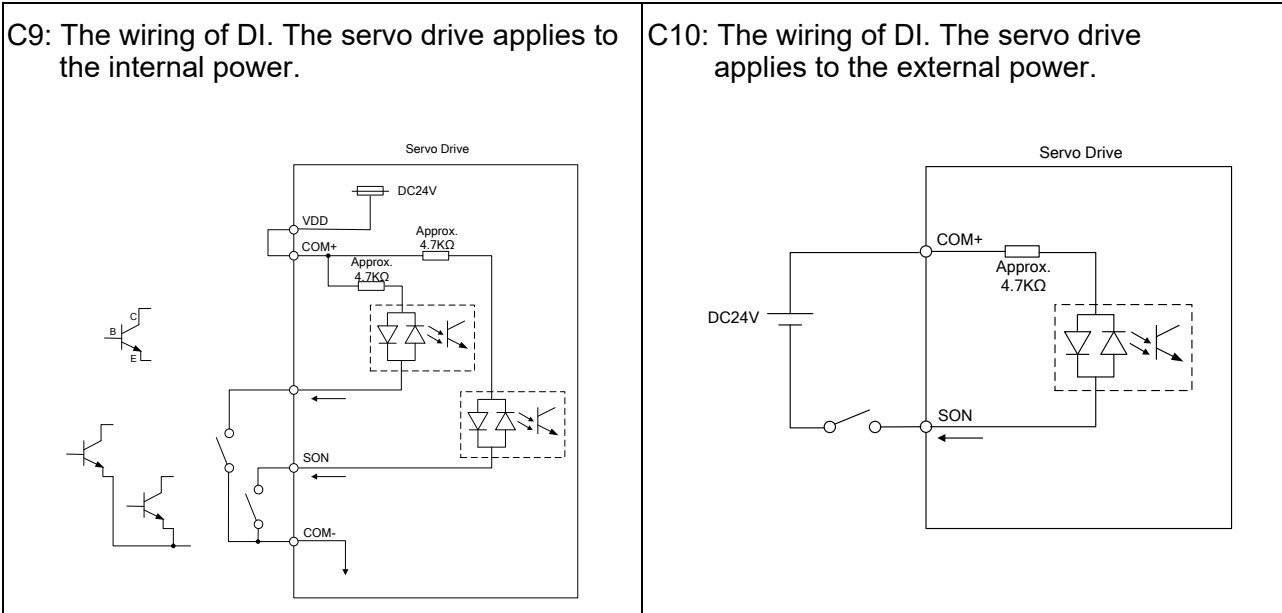 C9: The wiring of DI. The servo drive applies to
the internal power.
Servo Drive
DC24V
VDD
COM+
Approx.
4.7KΩ
Approx.
4.7KΩ
C
B
E
SON
COM-
C10: The wiring of DI. The servo drive
applies to the external power.
Servo Drive
COM+
Approx.
4.7KΩ
DC24V
SON